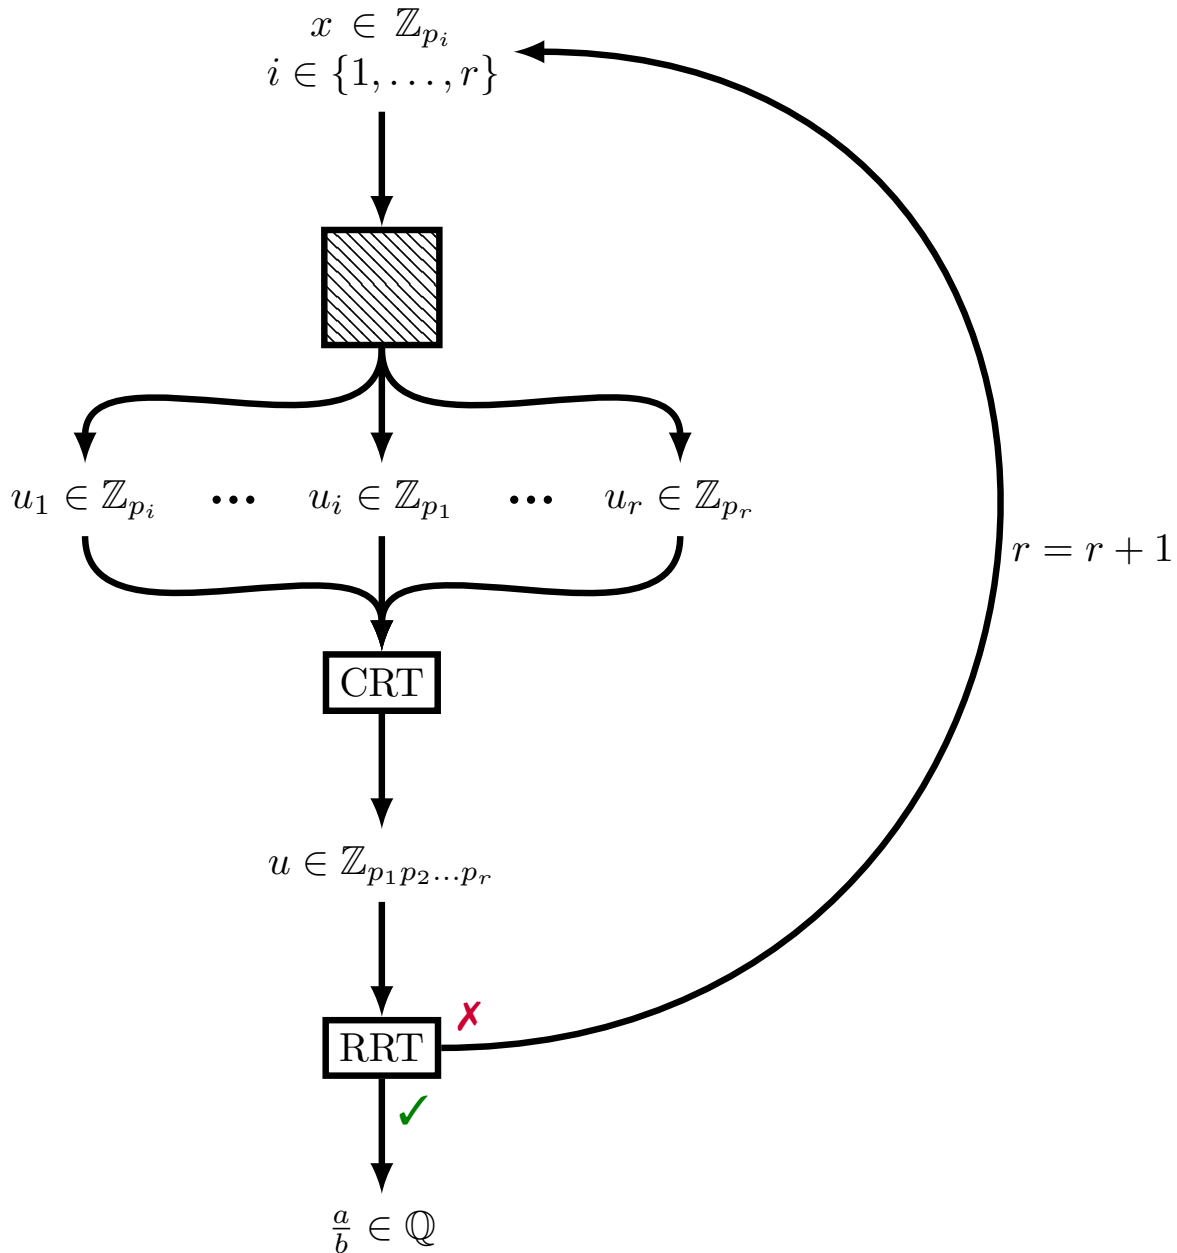 x ∈ ℤ_{p_i}
i ∈ {1, …, r}
u_1 ∈ ℤ_{p_i} ••• u_i ∈ ℤ_{p_1} ••• u_r ∈ ℤ_{p_r}
r = r + 1
CRT
u ∈ ℤ_{p_1 p_2 … p_r}
✗
RRT
✓
\frac{a}{b} ∈ ℚ